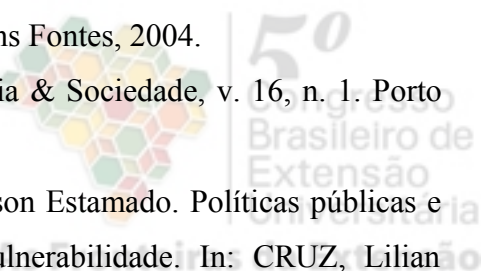 ns Fontes, 2004.
ia & Sociedade, v. 16, n. 1. Porto
5º
Congresso
Brasileiro de
Extensão
Universitária
son Estamado. Políticas públicas e
ulnerabilidade. In: CRUZ, Lilian